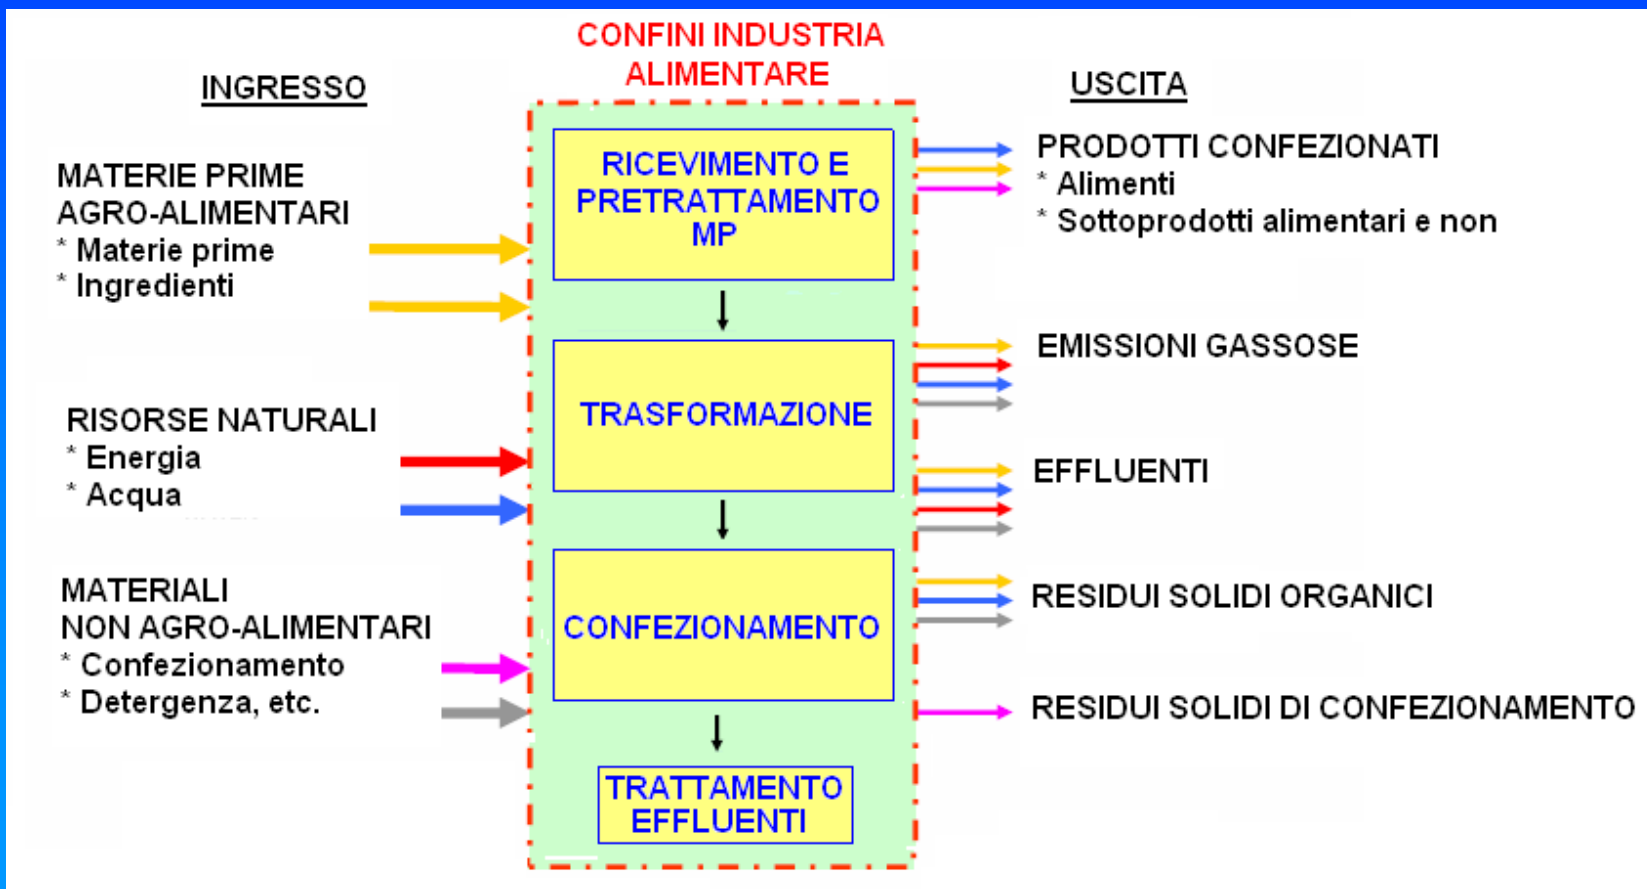 CONFINI INDUSTRIA
ALIMENTARE
INGRESSO
MATERIE PRIME
AGRO-ALIMENTARI
* Materie prime
* Ingredienti
RISORSE NATURALI
* Energia
* Acqua
MATERIALI
NON AGRO-ALIMENTARI
* Confezionamento
* Detergenza, etc.
RICEVIMENTO E
PRETRATTAMENTO
MP
TRASFORMAZIONE
CONFEZIONAMENTO
TRATTAMENTO
EFFLUENTI
USCITA
PRODOTTI CONFEZIONATI
* Alimenti
* Sottoprodotti alimentari e non
EMISSIONI GASSOSE
EFFLUENTI
RESIDUI SOLIDI ORGANICI
RESIDUI SOLIDI DI CONFEZIONAMENTO